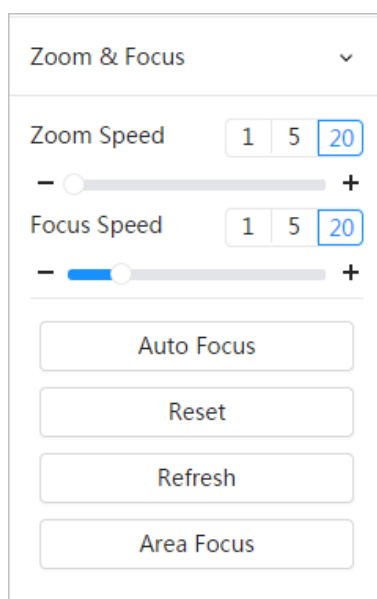 Zoom & Focus
Zoom Speed 1 5 20
− +
Focus Speed 1 5 20
− +
Auto Focus
Reset
Refresh
Area Focus